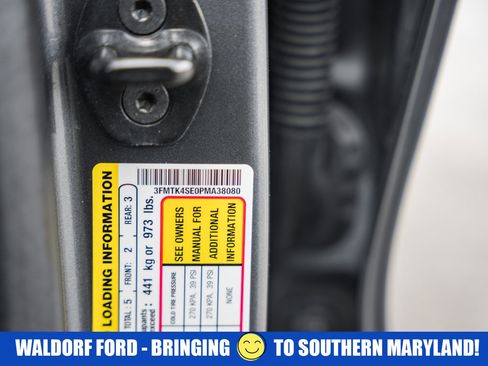 3FMTK4SE0PMA38080
LOADING INFORMATION
TOTAL: 5 FRONT: 2 REAR: 3
441 kg or 973 lbs.
SEE OWNERS
MANUAL FOR
ADDITIONAL
INFORMATION
COLD TIRE PRESSURE
270 KPA, 39 PSI
270 KPA, 39 PSI
NONE
WALDORF FORD - BRINGING TO SOUTHERN MARYLAND!